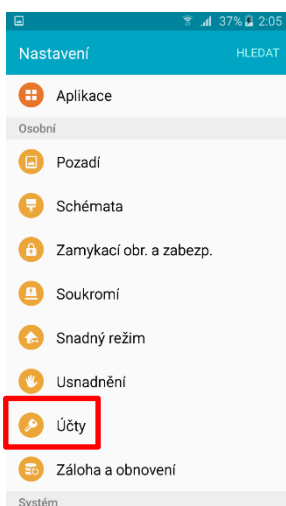 37% 2:05
Nastavení HLEDAT
Aplikace
Osobní
Pozadí
Schémata
Zamykací obr. a zabezp.
Soukromí
Snadný režim
Usnadnění
Účty
Záloha a obnovení
Systém